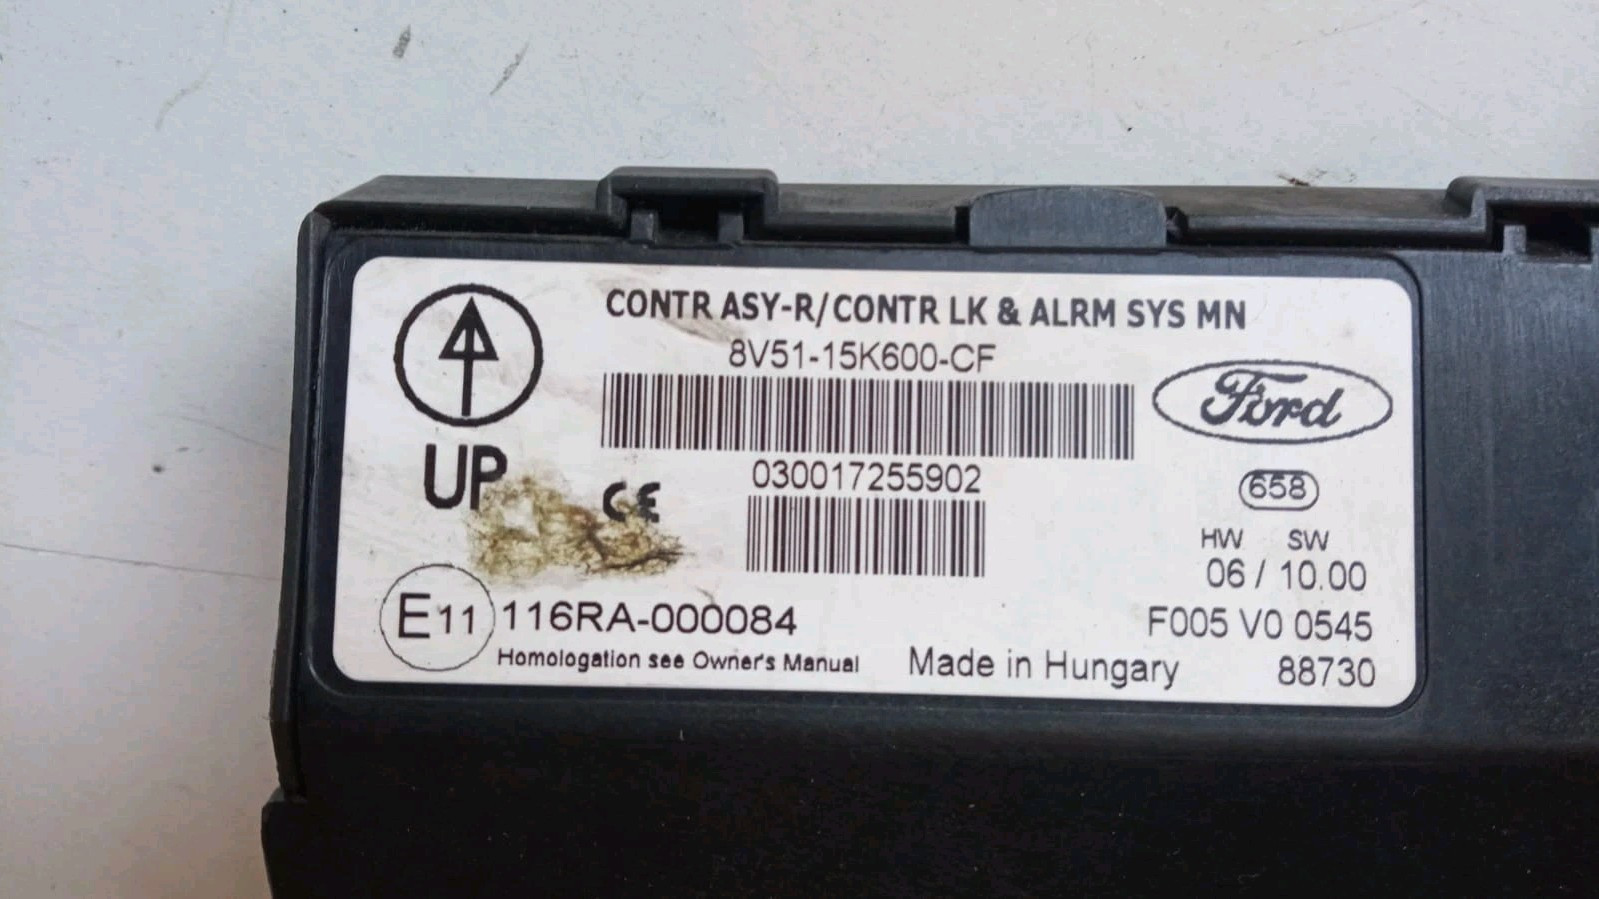 CONTR ASY-R/CONTR LK & ALRM SYS MN
8V51-15K600-CF
Ford
UP
CE
030017255902
658
HW SW
06 / 10.00
E11 116RA-000084
F005 V0 0545
Homologation see Owner's Manual
Made in Hungary
88730